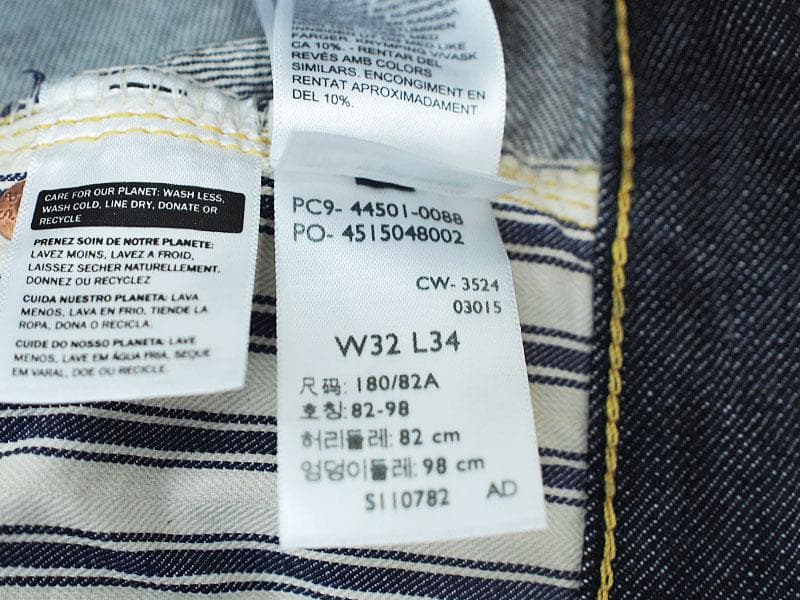 CA 10%. - RENTAR DEL
REVÉS AMB COLORS
SIMILARS. ENCONGIMENT EN
RENTAT APROXIMADAMENT
DEL 10%.
CARE FOR OUR PLANET: WASH LESS,
WASH COLD, LINE DRY, DONATE OR
RECYCLE
PRENEZ SOIN DE NOTRE PLANETE:
LAVEZ MOINS, LAVEZ A FROID,
LAISSEZ SECHER NATURELLEMENT,
DONNEZ OU RECYCLEZ
CUIDA NUESTRO PLANETA: LAVA
MENOS, LAVA EN FRIO, TIENDE LA
ROPA, DONA O RECICLA.
CUIDE DO NOSSO PLANETA: LAVE
MENOS, LAVE EM ÁGUA FRIA, SEQUE
EM VARAL, DOE OU RECICLE.
PC9- 44501-0088
PO- 4515048002
CW- 3524
03015
W32 L34
尺码: 180/82A
호칭: 82-98
허리둘레: 82 cm
엉덩이둘레: 98 cm
S110782 AD